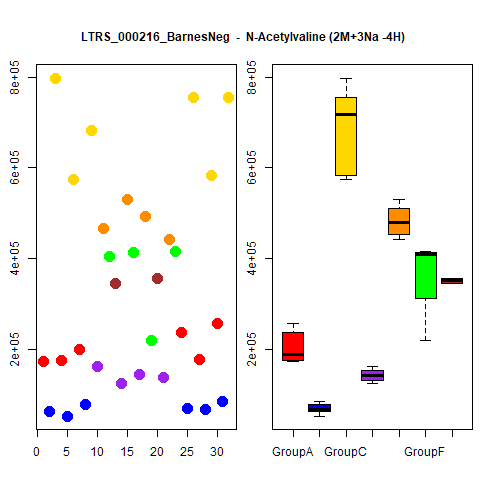 LTRS_000216_BarnesNeg - N-Acetylvaline (2M+3Na -4H)
8e+05
6e+05
4e+05
2e+05
0 5 10 15 20 25 30
8e+05
6e+05
4e+05
2e+05
GroupA GroupC GroupF